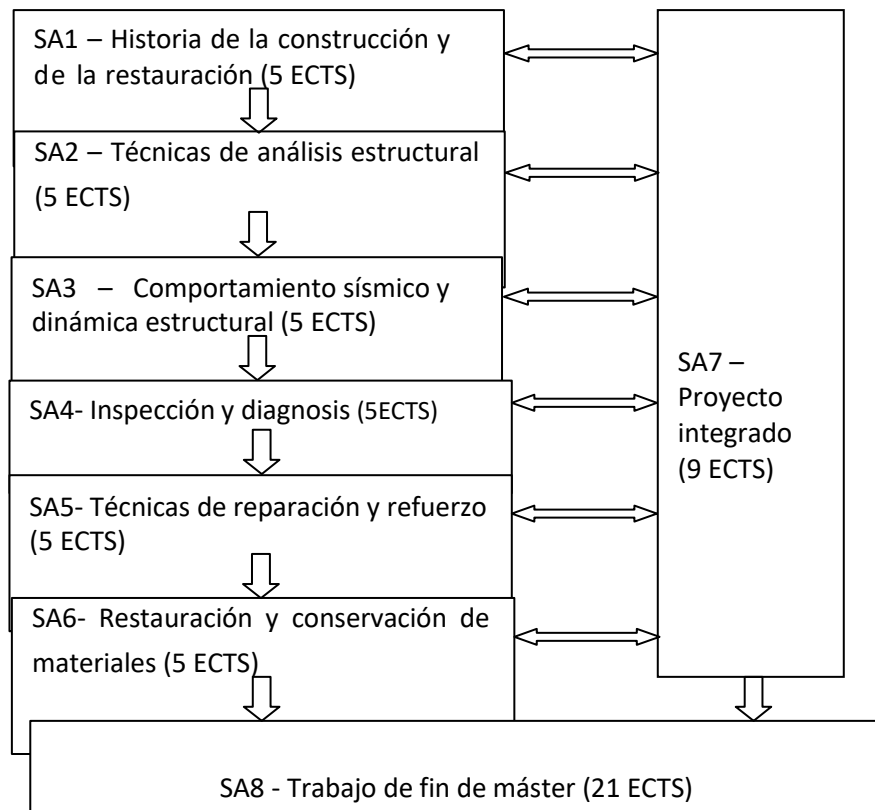 SA1 – Historia de la construcción y
de la restauración (5 ECTS)
SA2 – Técnicas de análisis estructural
(5 ECTS)
SA3 – Comportamiento sísmico y
dinámica estructural (5 ECTS)
SA4- Inspección y diagnosis (5ECTS)
SA5- Técnicas de reparación y refuerzo
(5 ECTS)
SA6- Restauración y conservación de
materiales (5 ECTS)
SA7 –
Proyecto
integrado
(9 ECTS)
SA8 - Trabajo de fin de máster (21 ECTS)